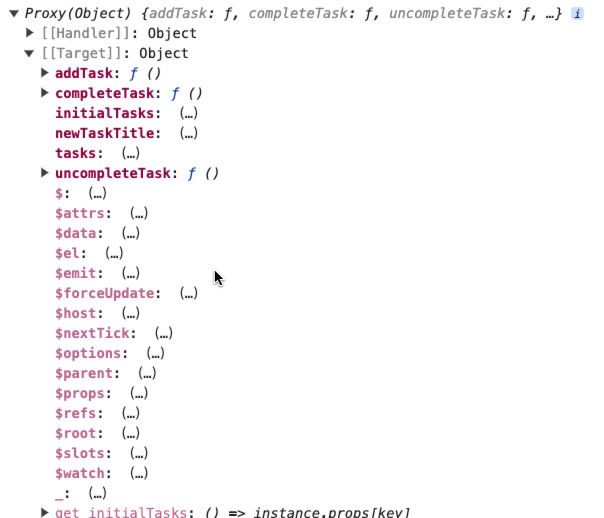 Proxy(Object) {addTask: ƒ, completeTask: ƒ, uncompleteTask: ƒ, …} i
[[Handler]]: Object
[[Target]]: Object
addTask: ƒ ()
completeTask: ƒ ()
initialTasks: (…)
newTaskTitle: (…)
tasks: (…)
uncompleteTask: ƒ ()
$: (…)
$attrs: (…)
$data: (…)
$el: (…)
$emit: (…)
$forceUpdate: (…)
$host: (…)
$nextTick: (…)
$options: (…)
$parent: (…)
$props: (…)
$refs: (…)
$root: (…)
$slots: (…)
$watch: (…)
_: (…)
get initialTasks: () => instance.props[key]